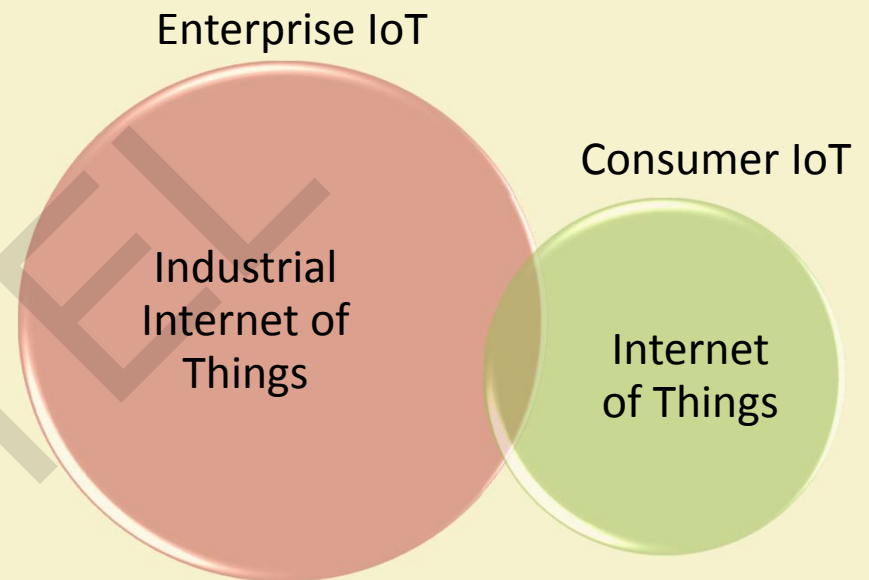 Enterprise IoT
Consumer IoT
Industrial
Internet of
Things
Internet
of Things